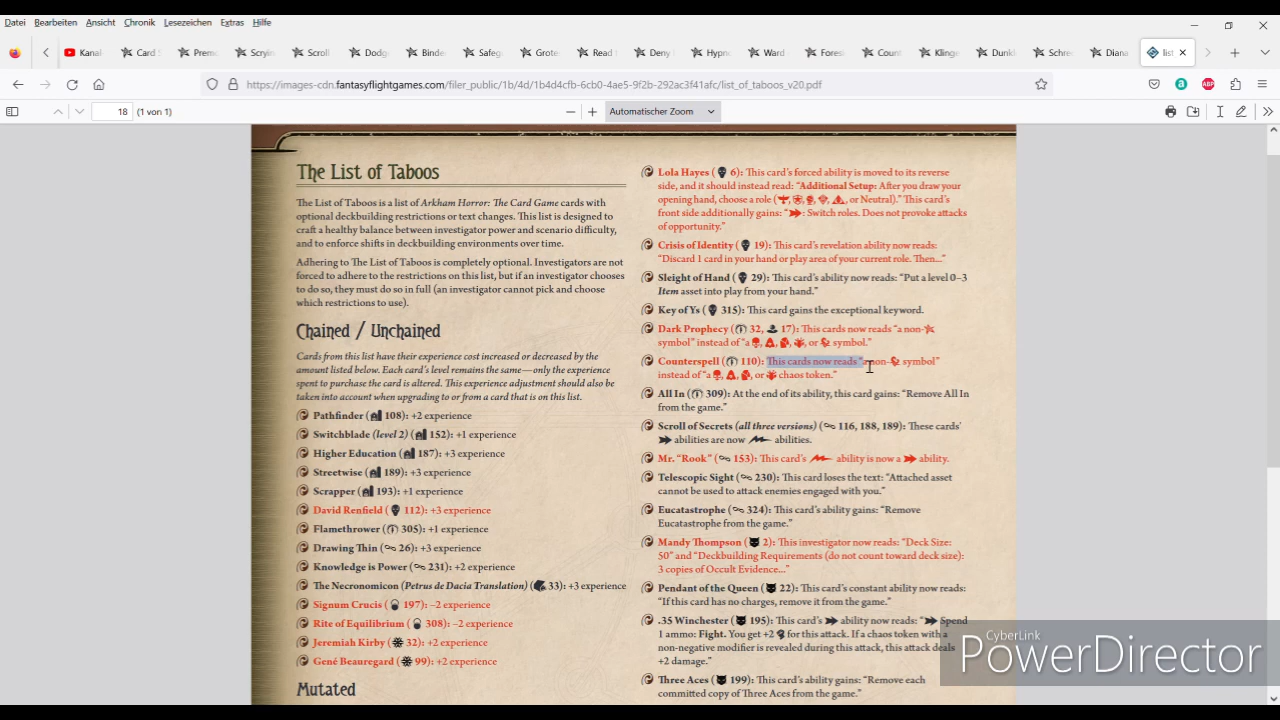 Datei Bearbeiten Ansicht Chronik Lesezeichen Extras Hilfe
Kanal Card S Premo Scryin Scroll Dodg Binde Safeg Grote Read Deny Hypn Ward Fores Count Klinge Dunkl Schre Diana list
https://images-cdn.fantasyflightgames.com/filer_public/1b/4d/1b4d4cfb-6cb0-4ae5-9f2b-292ac3f41afc/list_of_taboos_v20.pdf
18 (1 von 1) Automatischer Zoom
The List of Taboos
The List of Taboos is a list of Arkham Horror: The Card Game cards with
optional deckbuilding restrictions or text changes. This list is designed to
craft a healthy balance between investigator power and scenario difficulty,
and to enforce shifts in deckbuilding environments over time.
Adhering to The List of Taboos is completely optional. Investigators are not
forced to adhere to the restrictions on this list, but if an investigator chooses
to do so, they must do so in full (an investigator cannot pick and choose
which restrictions to use).
Chained / Unchained
Cards from this list have their experience cost increased or decreased by the
amount listed below. Each card's level remains the same—only the experience
spent to purchase the card is altered. This experience adjustment should also be
taken into account when upgrading to or from a card that is on this list.
Pathfinder ( 108): +2 experience
Switchblade (level 2) ( 152): +1 experience
Higher Education ( 187): +3 experience
Streetwise ( 189): +3 experience
Scrapper ( 193): +1 experience
David Renfield ( 112): +3 experience
Flamethrower ( 305): +1 experience
Drawing Thin ( 26): +3 experience
Knowledge is Power ( 231): +2 experience
The Necronomicon (Petrus de Dacia Translation) ( 33): +3 experience
Signum Crucis ( 197): –2 experience
Rite of Equilibrium ( 308): –2 experience
Jeremiah Kirby ( 32): +2 experience
Gené Beauregard ( 99): +2 experience
Mutated
Lola Hayes ( 6): This card's forced ability is moved to its reverse
side, and it should instead read: "Additional Setup: After you draw your
opening hand, choose a role ( , , , , , or Neutral)." This card's
front side additionally gains: " : Switch roles. Does not provoke attacks
of opportunity."
Crisis of Identity ( 19): This card's revelation ability now reads:
"Discard 1 card in your hand or play area of your current role. Then..."
Sleight of Hand ( 29): This card's ability now reads: "Put a level 0–3
Item asset into play from your hand."
Key of Ys ( 315): This card gains the exceptional keyword.
Dark Prophecy ( 32, 17): This cards now reads "a non-
symbol" instead of "a , , , , or symbol."
Counterspell ( 110): This cards now reads "a non- symbol"
instead of "a , , , or chaos token."
All In ( 309): At the end of its ability, this card gains: "Remove All In
from the game."
Scroll of Secrets (all three versions) ( 116, 188, 189): These cards'
abilities are now abilities.
Mr. "Rook" ( 153): This card's ability is now a ability.
Telescopic Sight ( 230): This card loses the text: "Attached asset
cannot be used to attack enemies engaged with you."
Eucatastrophe ( 324): This card's ability gains: "Remove
Eucatastrophe from the game."
Mandy Thompson ( 2): This investigator now reads: "Deck Size:
50" and "Deckbuilding Requirements (do not count toward deck size):
3 copies of Occult Evidence..."
Pendant of the Queen ( 22): This card's constant ability now reads:
"If this card has no charges, remove it from the game."
.35 Winchester ( 195): This card's ability now reads: " Spend
1 ammo: Fight. You get +2 for this attack. If a chaos token with a
non-negative modifier is revealed during this attack, this attack deals
+2 damage."
Three Aces ( 199): This card's ability gains: "Remove each
committed copy of Three Aces from the game."
CyberLink
PowerDirector